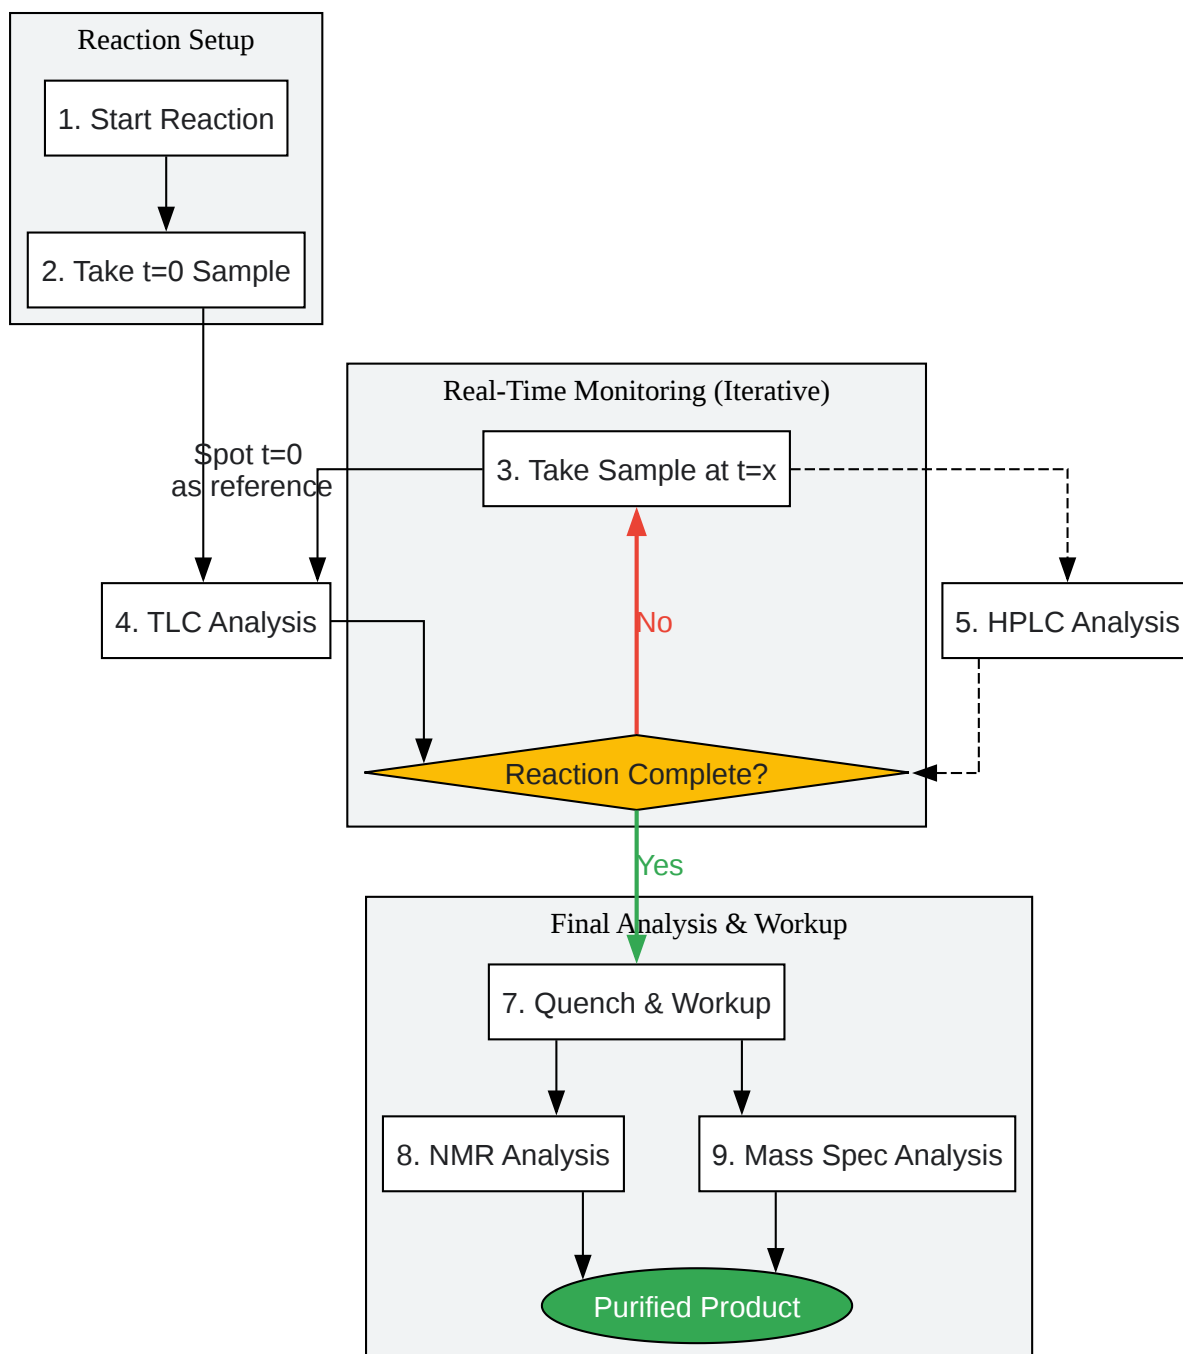 Reaction Setup
1. Start Reaction
2. Take t=0 Sample
Real-Time Monitoring (Iterative)
Spot t=0
as reference
3. Take Sample at t=x
4. TLC Analysis
No
5. HPLC Analysis
Reaction Complete?
Yes
Final Analysis & Workup
7. Quench & Workup
8. NMR Analysis
9. Mass Spec Analysis
Purified Product